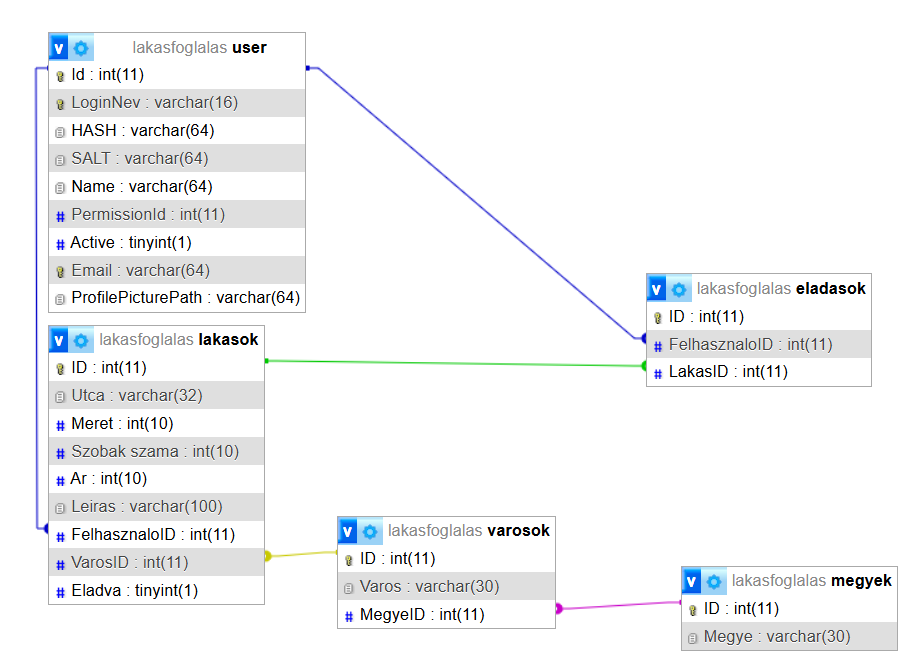 v lakasfoglalas user
Id : int(11)
LoginNev : varchar(16)
HASH : varchar(64)
SALT : varchar(64)
Name : varchar(64)
# PermissionId : int(11)
# Active : tinyint(1)
Email : varchar(64)
ProfilePicturePath : varchar(64)
v lakasfoglalas lakasok
ID : int(11)
Utca : varchar(32)
# Meret : int(10)
# Szobak szama : int(10)
# Ar : int(10)
Leiras : varchar(100)
# FelhasznaloID : int(11)
# VarosID : int(11)
# Eladva : tinyint(1)
v lakasfoglalas eladasok
ID : int(11)
# FelhasznaloID : int(11)
# LakasID : int(11)
v lakasfoglalas varosok
ID : int(11)
Varos : varchar(30)
# MegyeID : int(11)
v lakasfoglalas megyek
ID : int(11)
Megye : varchar(30)